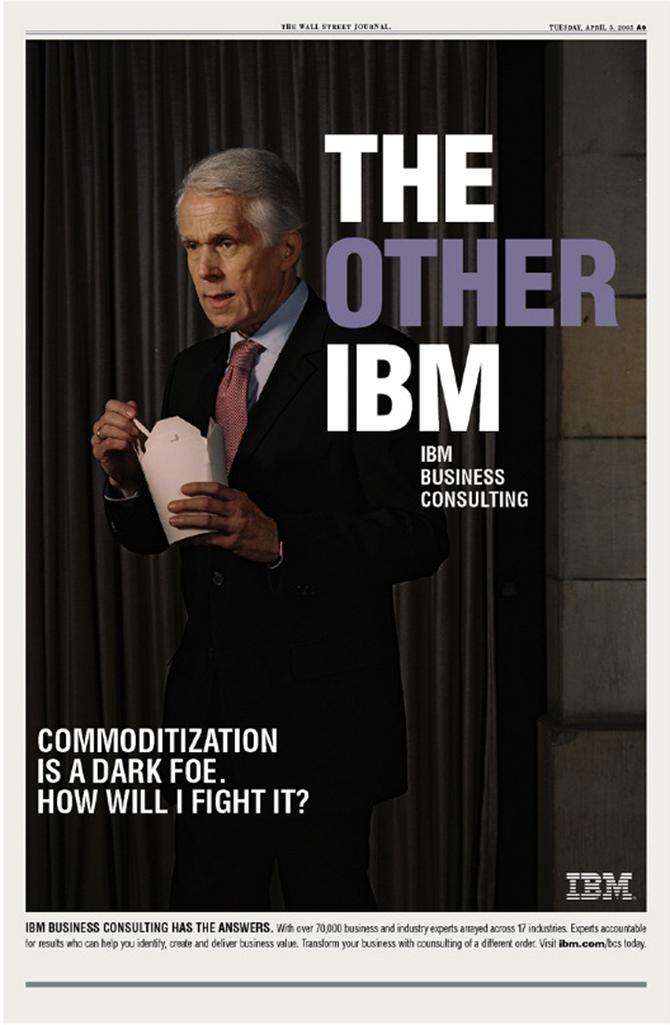 THE WALL STREET JOURNAL.
TUESDAY, APRIL 5, 2005 A9
THE
OTHER
IBM
IBM
BUSINESS
CONSULTING
COMMODITIZATION
IS A DARK FOE.
HOW WILL I FIGHT IT?
IBM
IBM BUSINESS CONSULTING HAS THE ANSWERS. With over 70,000 business and industry experts arrayed across 17 industries. Experts accountable
for results who can help you identify, create and deliver business value. Transform your business with counsulting of a different order. Visit ibm.com/bcs today.